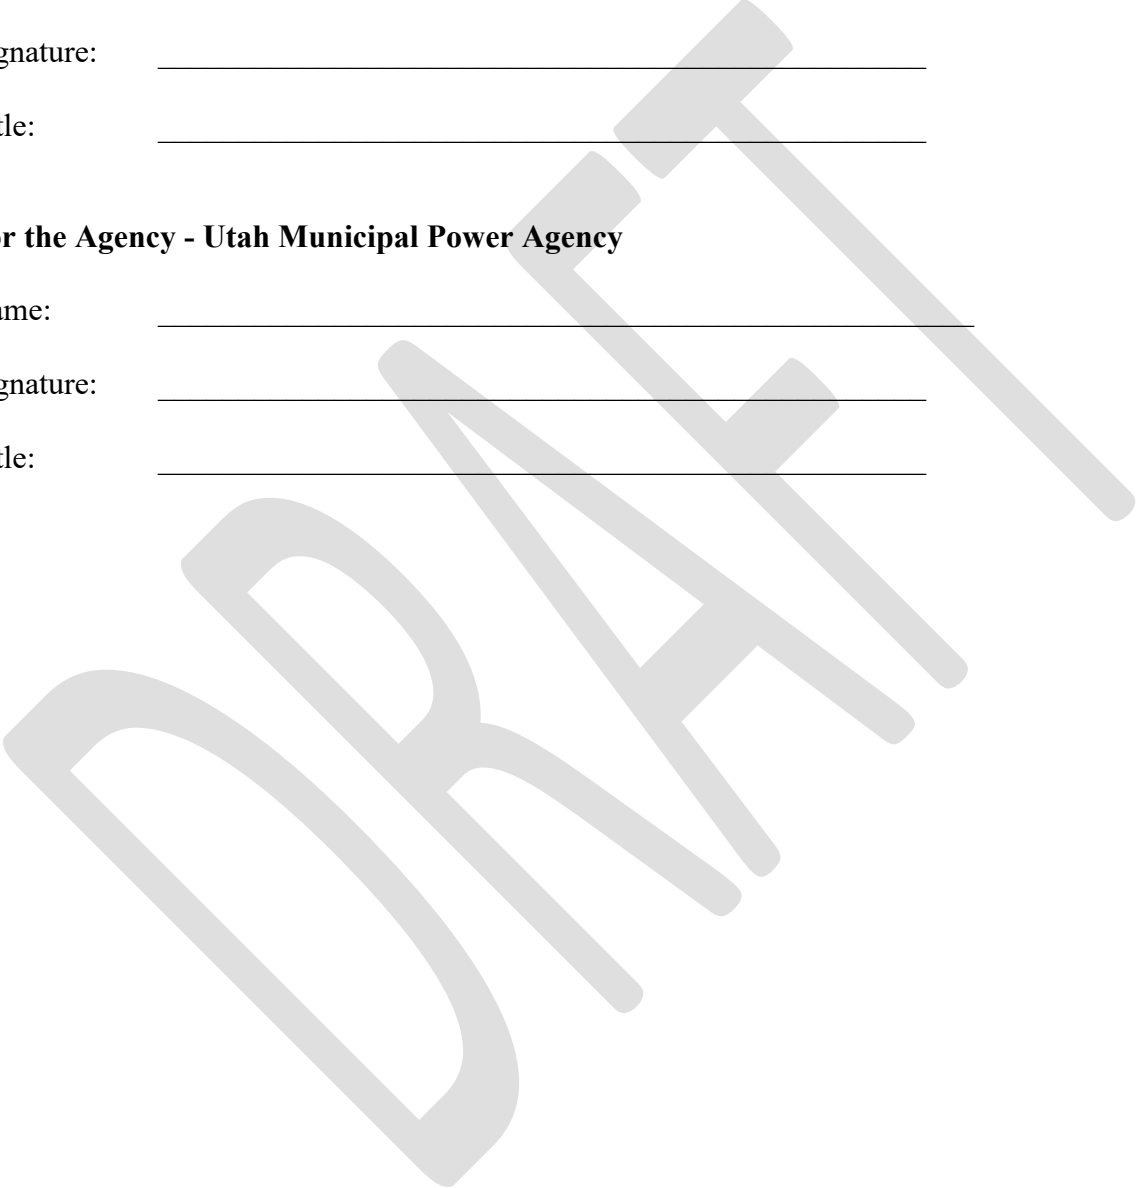 gnature:
tle:
or the Agency - Utah Municipal Power Agency
ame:
gnature:
tle:
DRAFT